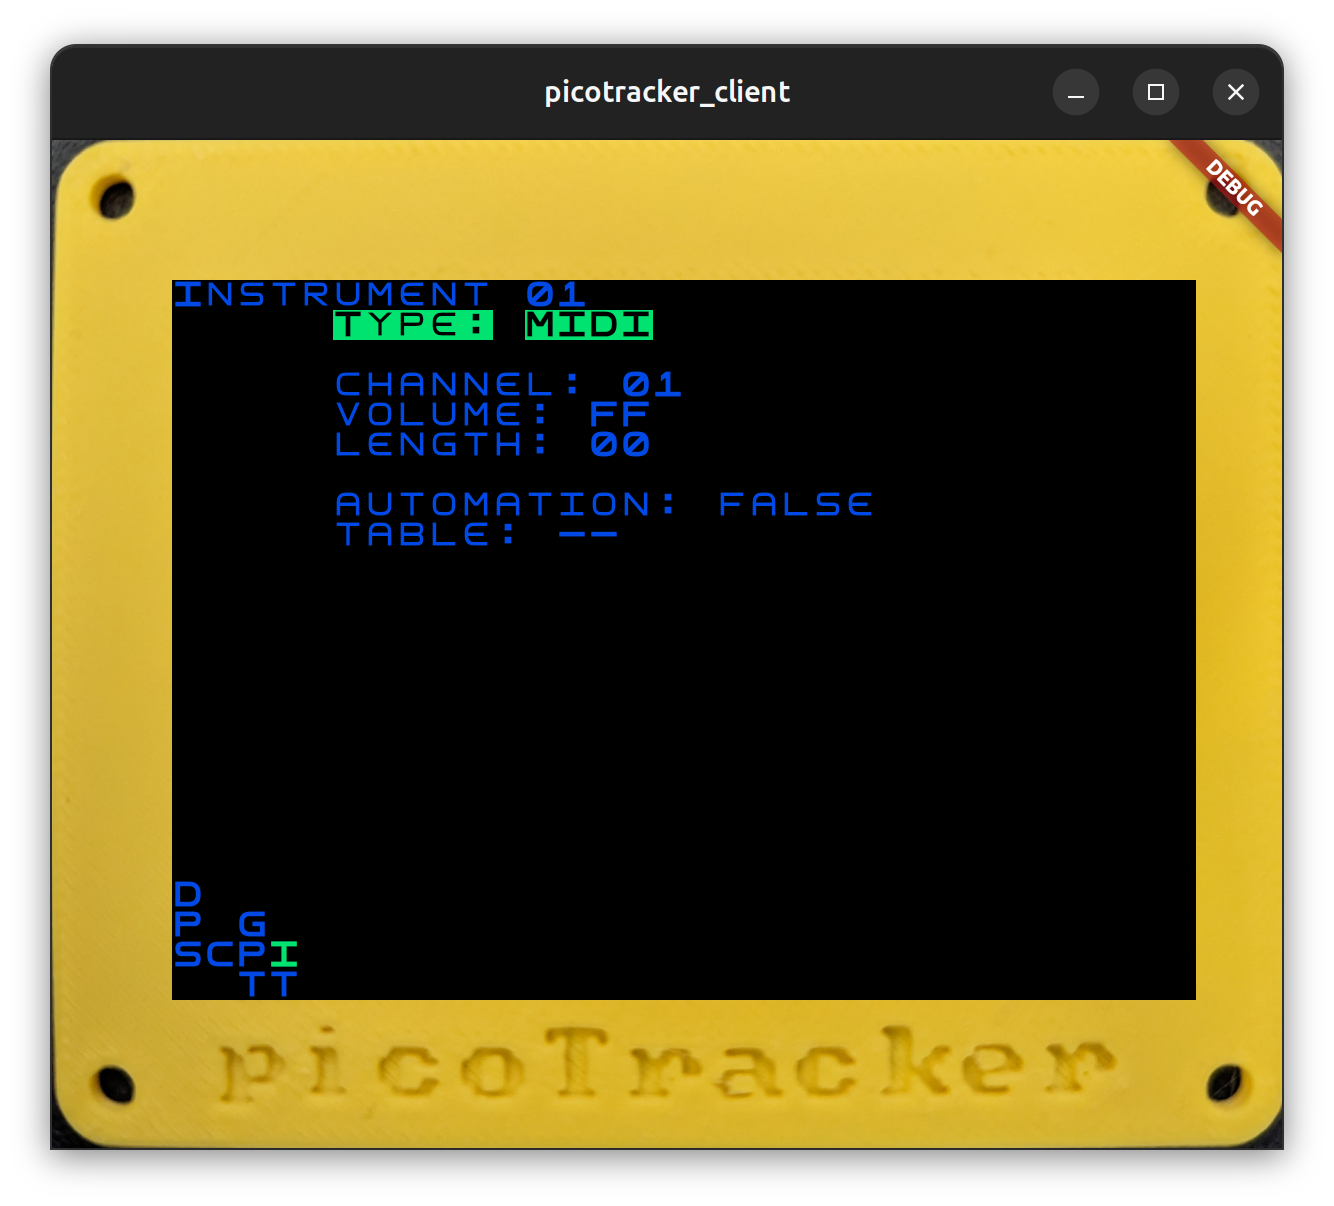 picotracker_client
DEBUG
INSTRUMENT 01
TYPE: MIDI
CHANNEL: 01
VOLUME: FF
LENGTH: 00
AUTOMATION: FALSE
TABLE: --
D
P G
SCPI
TT
picoTracker